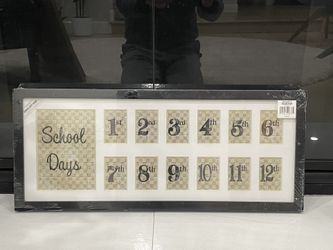 School
Days
1st 2nd 3rd 4th 5th 6th
7th 8th 9th 10th 11th 12th